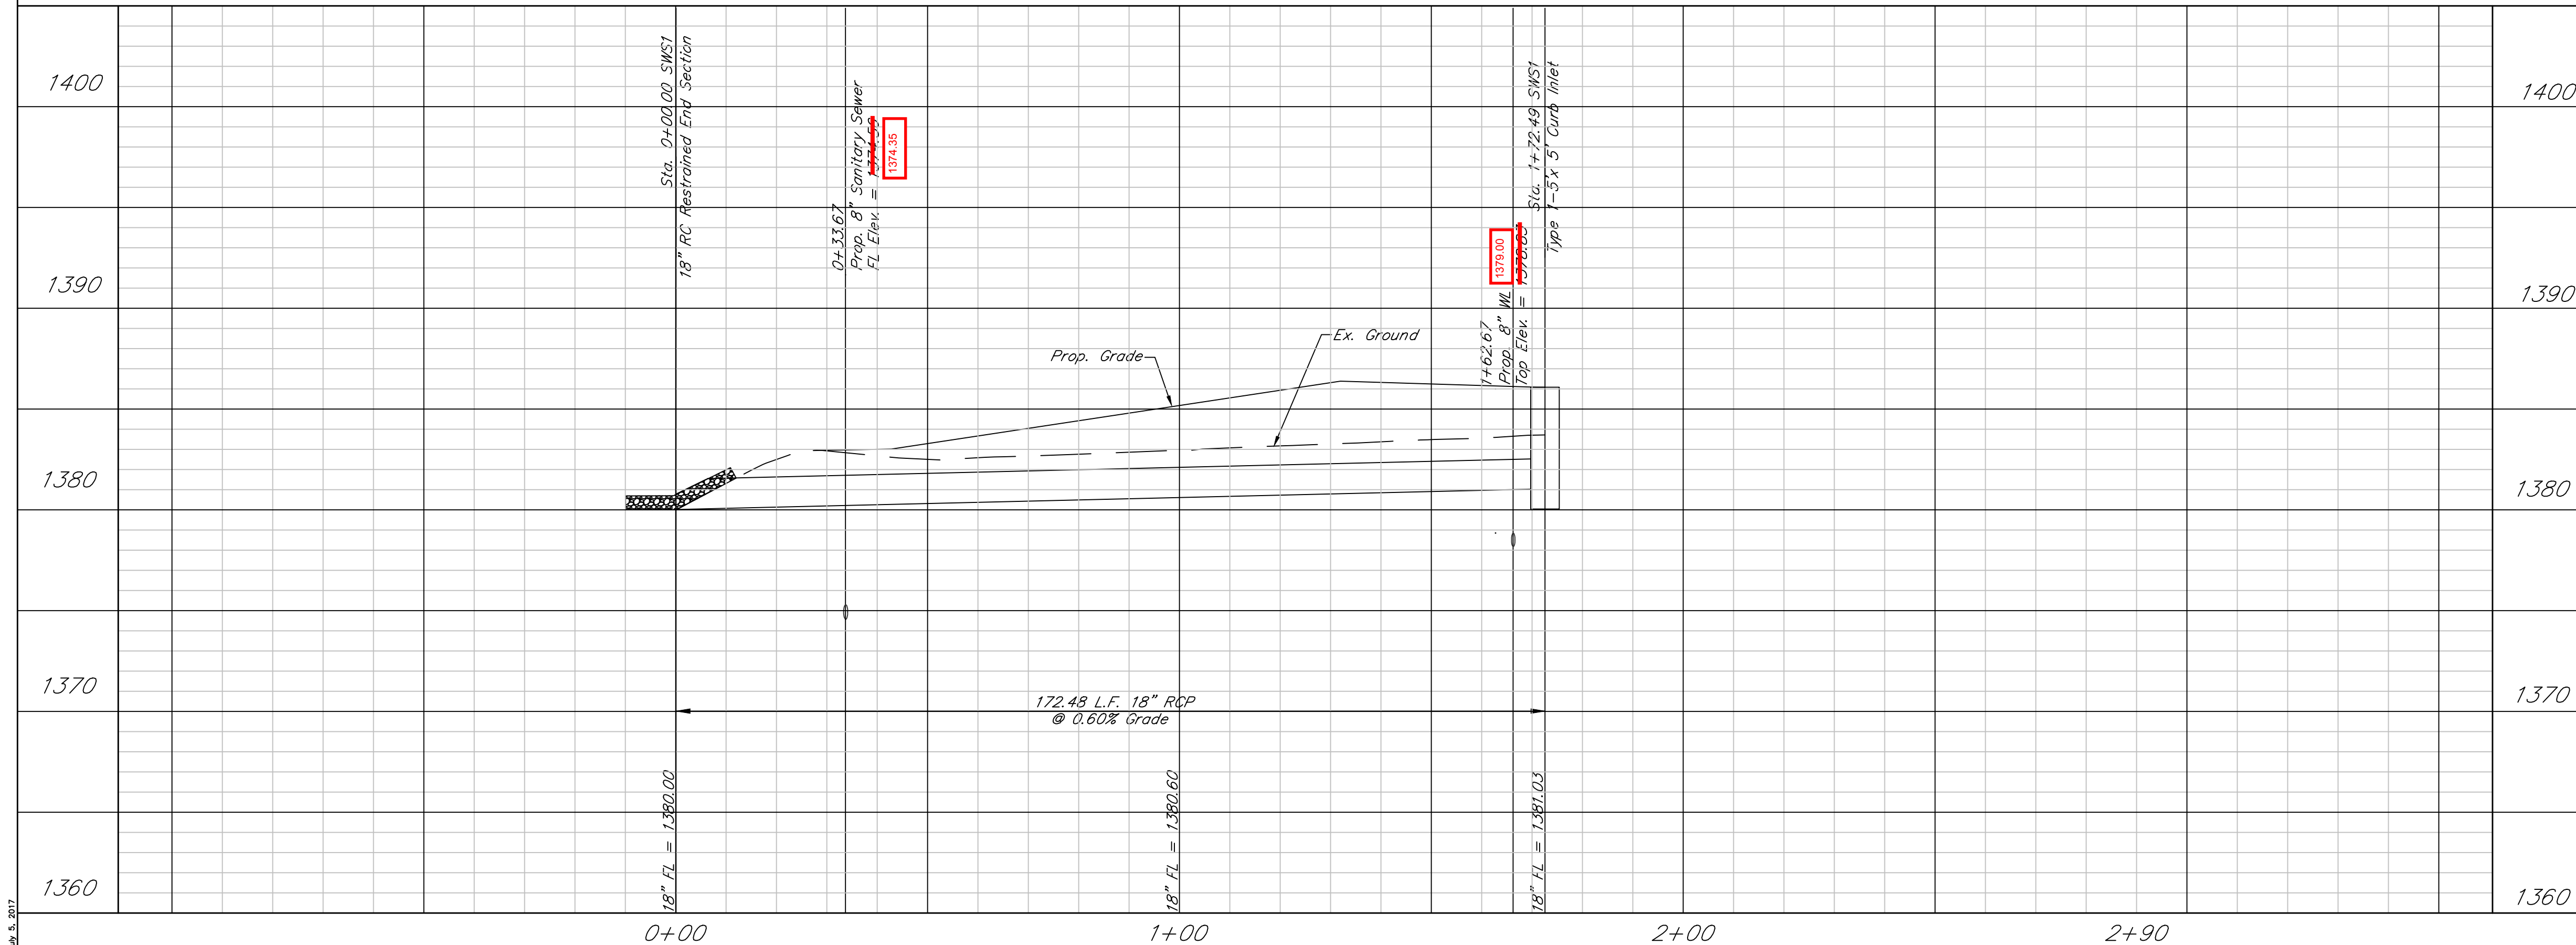 Sta. 0+00.00 SWS1
18" RC Restrained End Section
0+33.67
Prop. 8" Sanitary Sewer
FL Elev. =
1374.35
1+62.67
Prop. 8" WL
Top Elev. =
1379.00
Sta. 1+72.49 SWS1
Type 1-5'x 5' Curb Inlet
1400
1400
1390
1390
Prop. Grade
Ex. Ground
1380
1380
1370
1370
172.48 L.F. 18" RCP
@ 0.60% Grade
18" FL = 1380.00
18" FL = 1380.60
18" FL = 1381.03
1360
1360
0+00
1+00
2+00
2+90
5, 2017